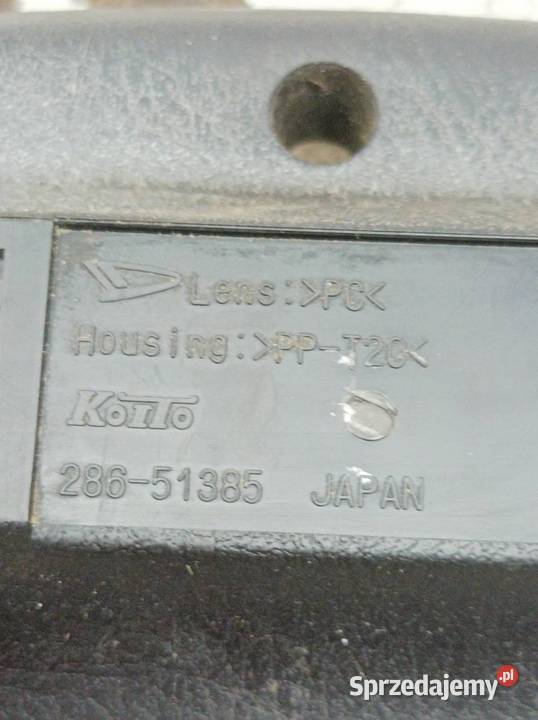 Lens:>PC<
Housing:>PP-T20<
KOITO
286-51385 JAPAN
Sprzedajemy.pl